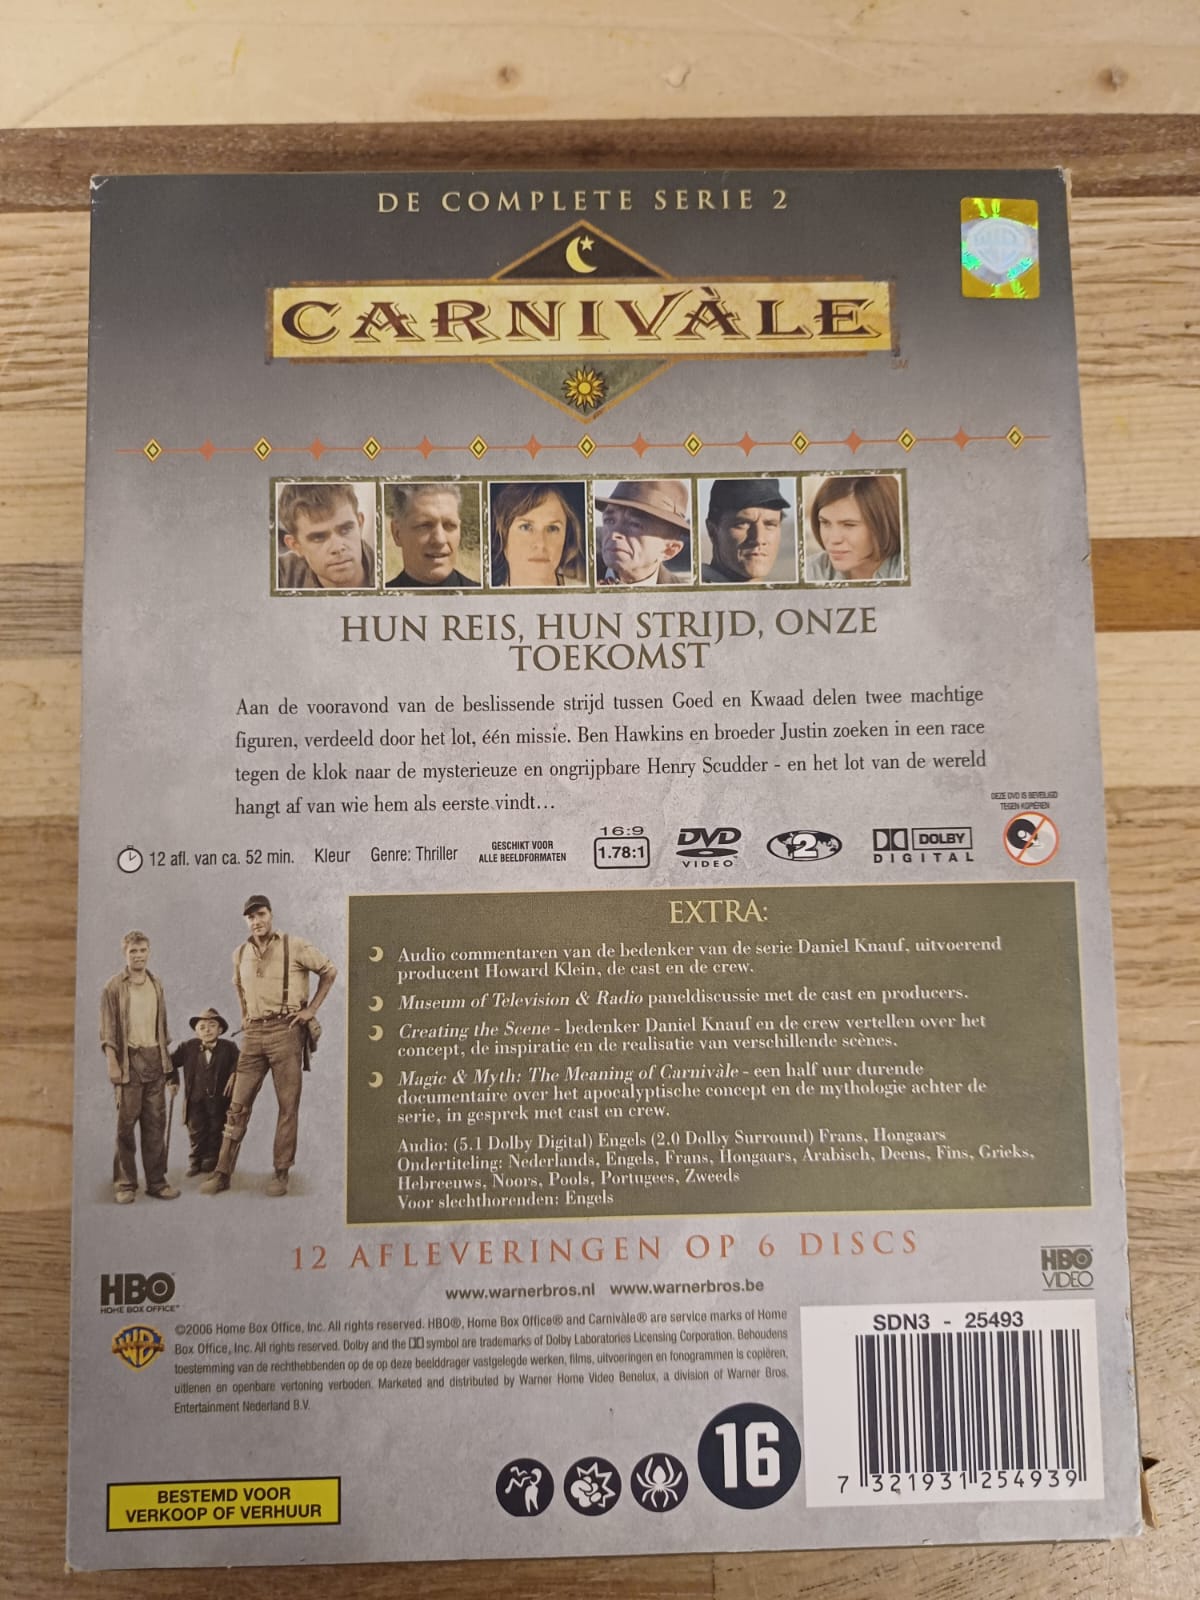 DE COMPLETE SERIE 2
CARNIVÀLE
SM
HUN REIS, HUN STRIJD, ONZE
TOEKOMST
Aan de vooravond van de beslissende strijd tussen Goed en Kwaad delen twee machtige
figuren, verdeeld door het lot, één missie. Ben Hawkins en broeder Justin zoeken in een race
tegen de klok naar de mysterieuze en ongrijpbare Henry Scudder - en het lot van de wereld
hangt af van wie hem als eerste vindt...
DEZE DVD IS BEVEILIGD
TEGEN KOPIËREN
12 afl. van ca. 52 min. Kleur Genre: Thriller
GESCHIKT VOOR
ALLE BEELDFORMATEN
16:9
1.78:1
DVD
VIDEO
2
DOLBY
DIGITAL
EXTRA:
Audio commentaren van de bedenker van de serie Daniel Knauf, uitvoerend
producent Howard Klein, de cast en de crew.
Museum of Television & Radio paneldiscussie met de cast en producers.
Creating the Scene - bedenker Daniel Knauf en de crew vertellen over het
concept, de inspiratie en de realisatie van verschillende scènes.
Magic & Myth: The Meaning of Carnivàle - een half uur durende
documentaire over het apocalyptische concept en de mythologie achter de
serie, in gesprek met cast en crew.
Audio: (5.1 Dolby Digital) Engels (2.0 Dolby Surround) Frans, Hongaars
Ondertiteling: Nederlands, Engels, Frans, Hongaars, Arabisch, Deens, Fins, Grieks,
Hebreeuws, Noors, Pools, Portugees, Zweeds
Voor slechthorenden: Engels
12 AFLEVERINGEN OP 6 DISCS
HBO
HOME BOX OFFICE
www.warnerbros.nl www.warnerbros.be
HBO
VIDEO
©2006 Home Box Office, Inc. All rights reserved. HBO®, Home Box Office® and Carnivàle® are service marks of Home
Box Office, Inc. All rights reserved. Dolby and the DD symbol are trademarks of Dolby Laboratories Licensing Corporation. Behoudens
toestemming van de rechthebbenden op de op deze beelddrager vastgelegde werken, films, uitvoeringen en fonogrammen is copiëren,
uitlenen en openbare vertoning verboden. Marketed and distributed by Warner Home Video Benelux, a division of Warner Bros.
Entertainment Nederland B.V.
SDN3 - 25493
7 321931 254939
16
BESTEMD VOOR
VERKOOP OF VERHUUR